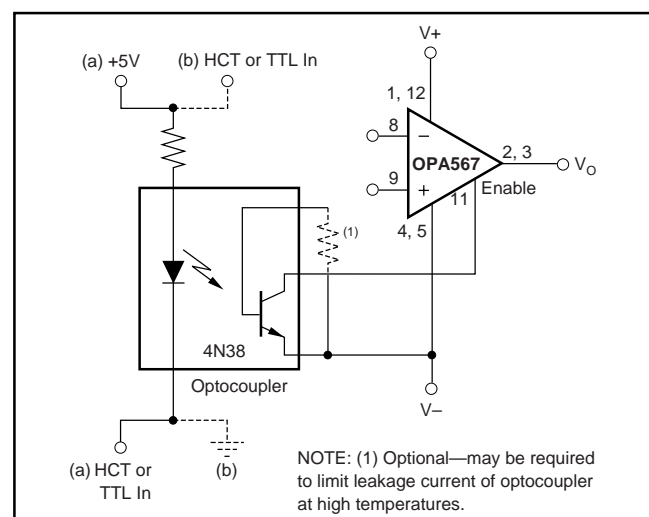 (a) +5V
(b) HCT or TTL In
V+
1, 12
8
–
OPA567
2, 3
V_O
9
+
Enable
11
4, 5
(1)
4N38
Optocoupler
V–
(a) HCT or
TTL In
(b)
NOTE: (1) Optional—may be required
to limit leakage current of optocoupler
at high temperatures.